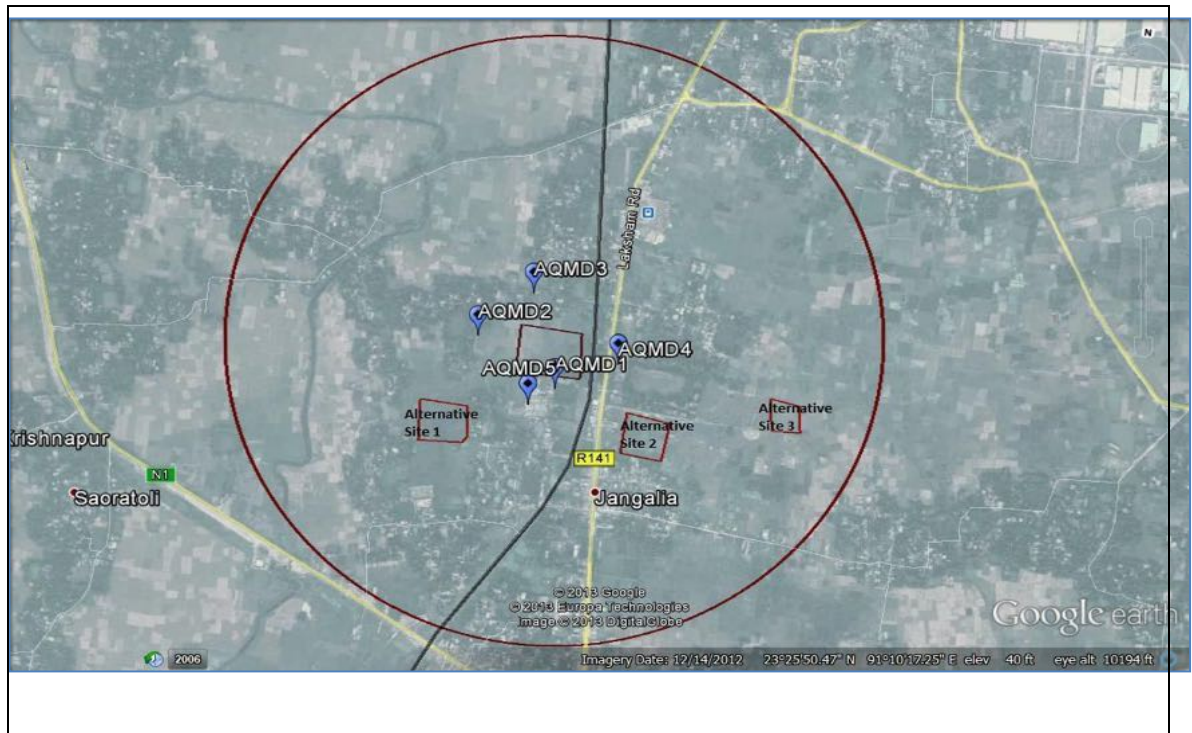 N
Laksham Rd
AQMD3
AQMD2
AQMD4
AQMD5
AQMD1
Alternative
Site 1
Alternative
Site 2
Alternative
Site 3
Krishnapur
R141
N1
Saoratoli
Jangalia
© 2013 Google
© 2013 Europa Technologies
Image © 2013 DigitalGlobe
Google earth
2006
Imagery Date: 12/14/2012 23°25'50.47" N 91°10'17.25" E elev 40 ft eye alt 10194 ft